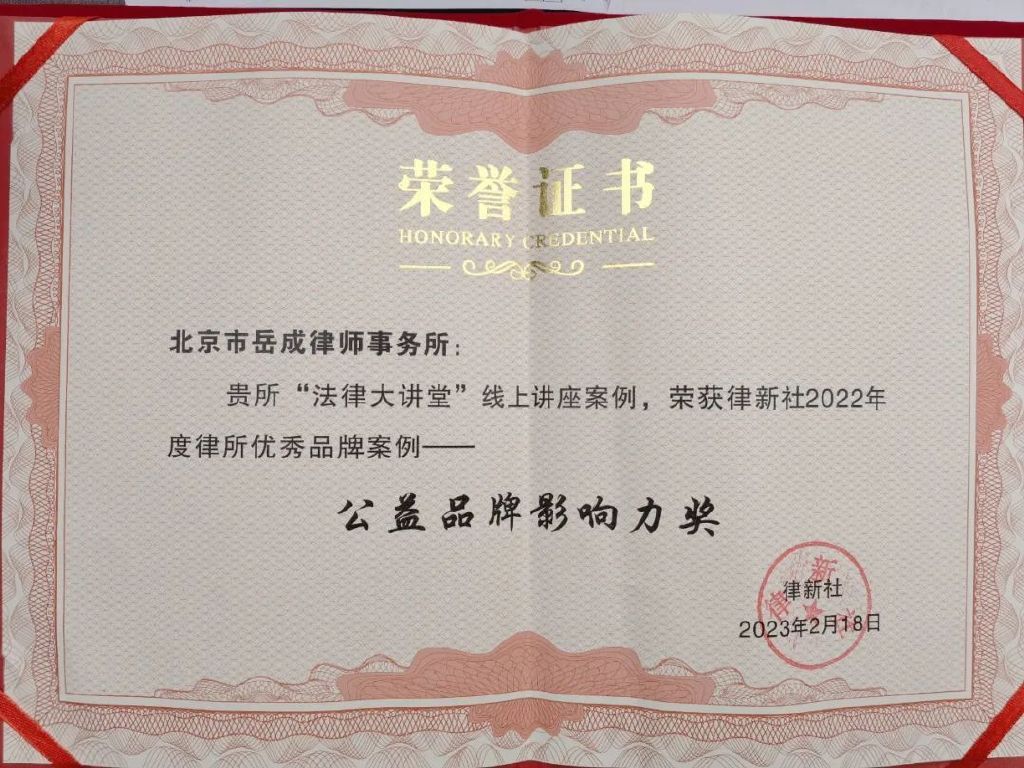 荣誉证书
HONORARY CREDENTIAL
北京市岳成律师事务所：
贵所“法律大讲堂”线上讲座案例，荣获律新社2022年
度律所优秀品牌案例——
公益品牌影响力奖
律新社
律新社
2023年2月18日